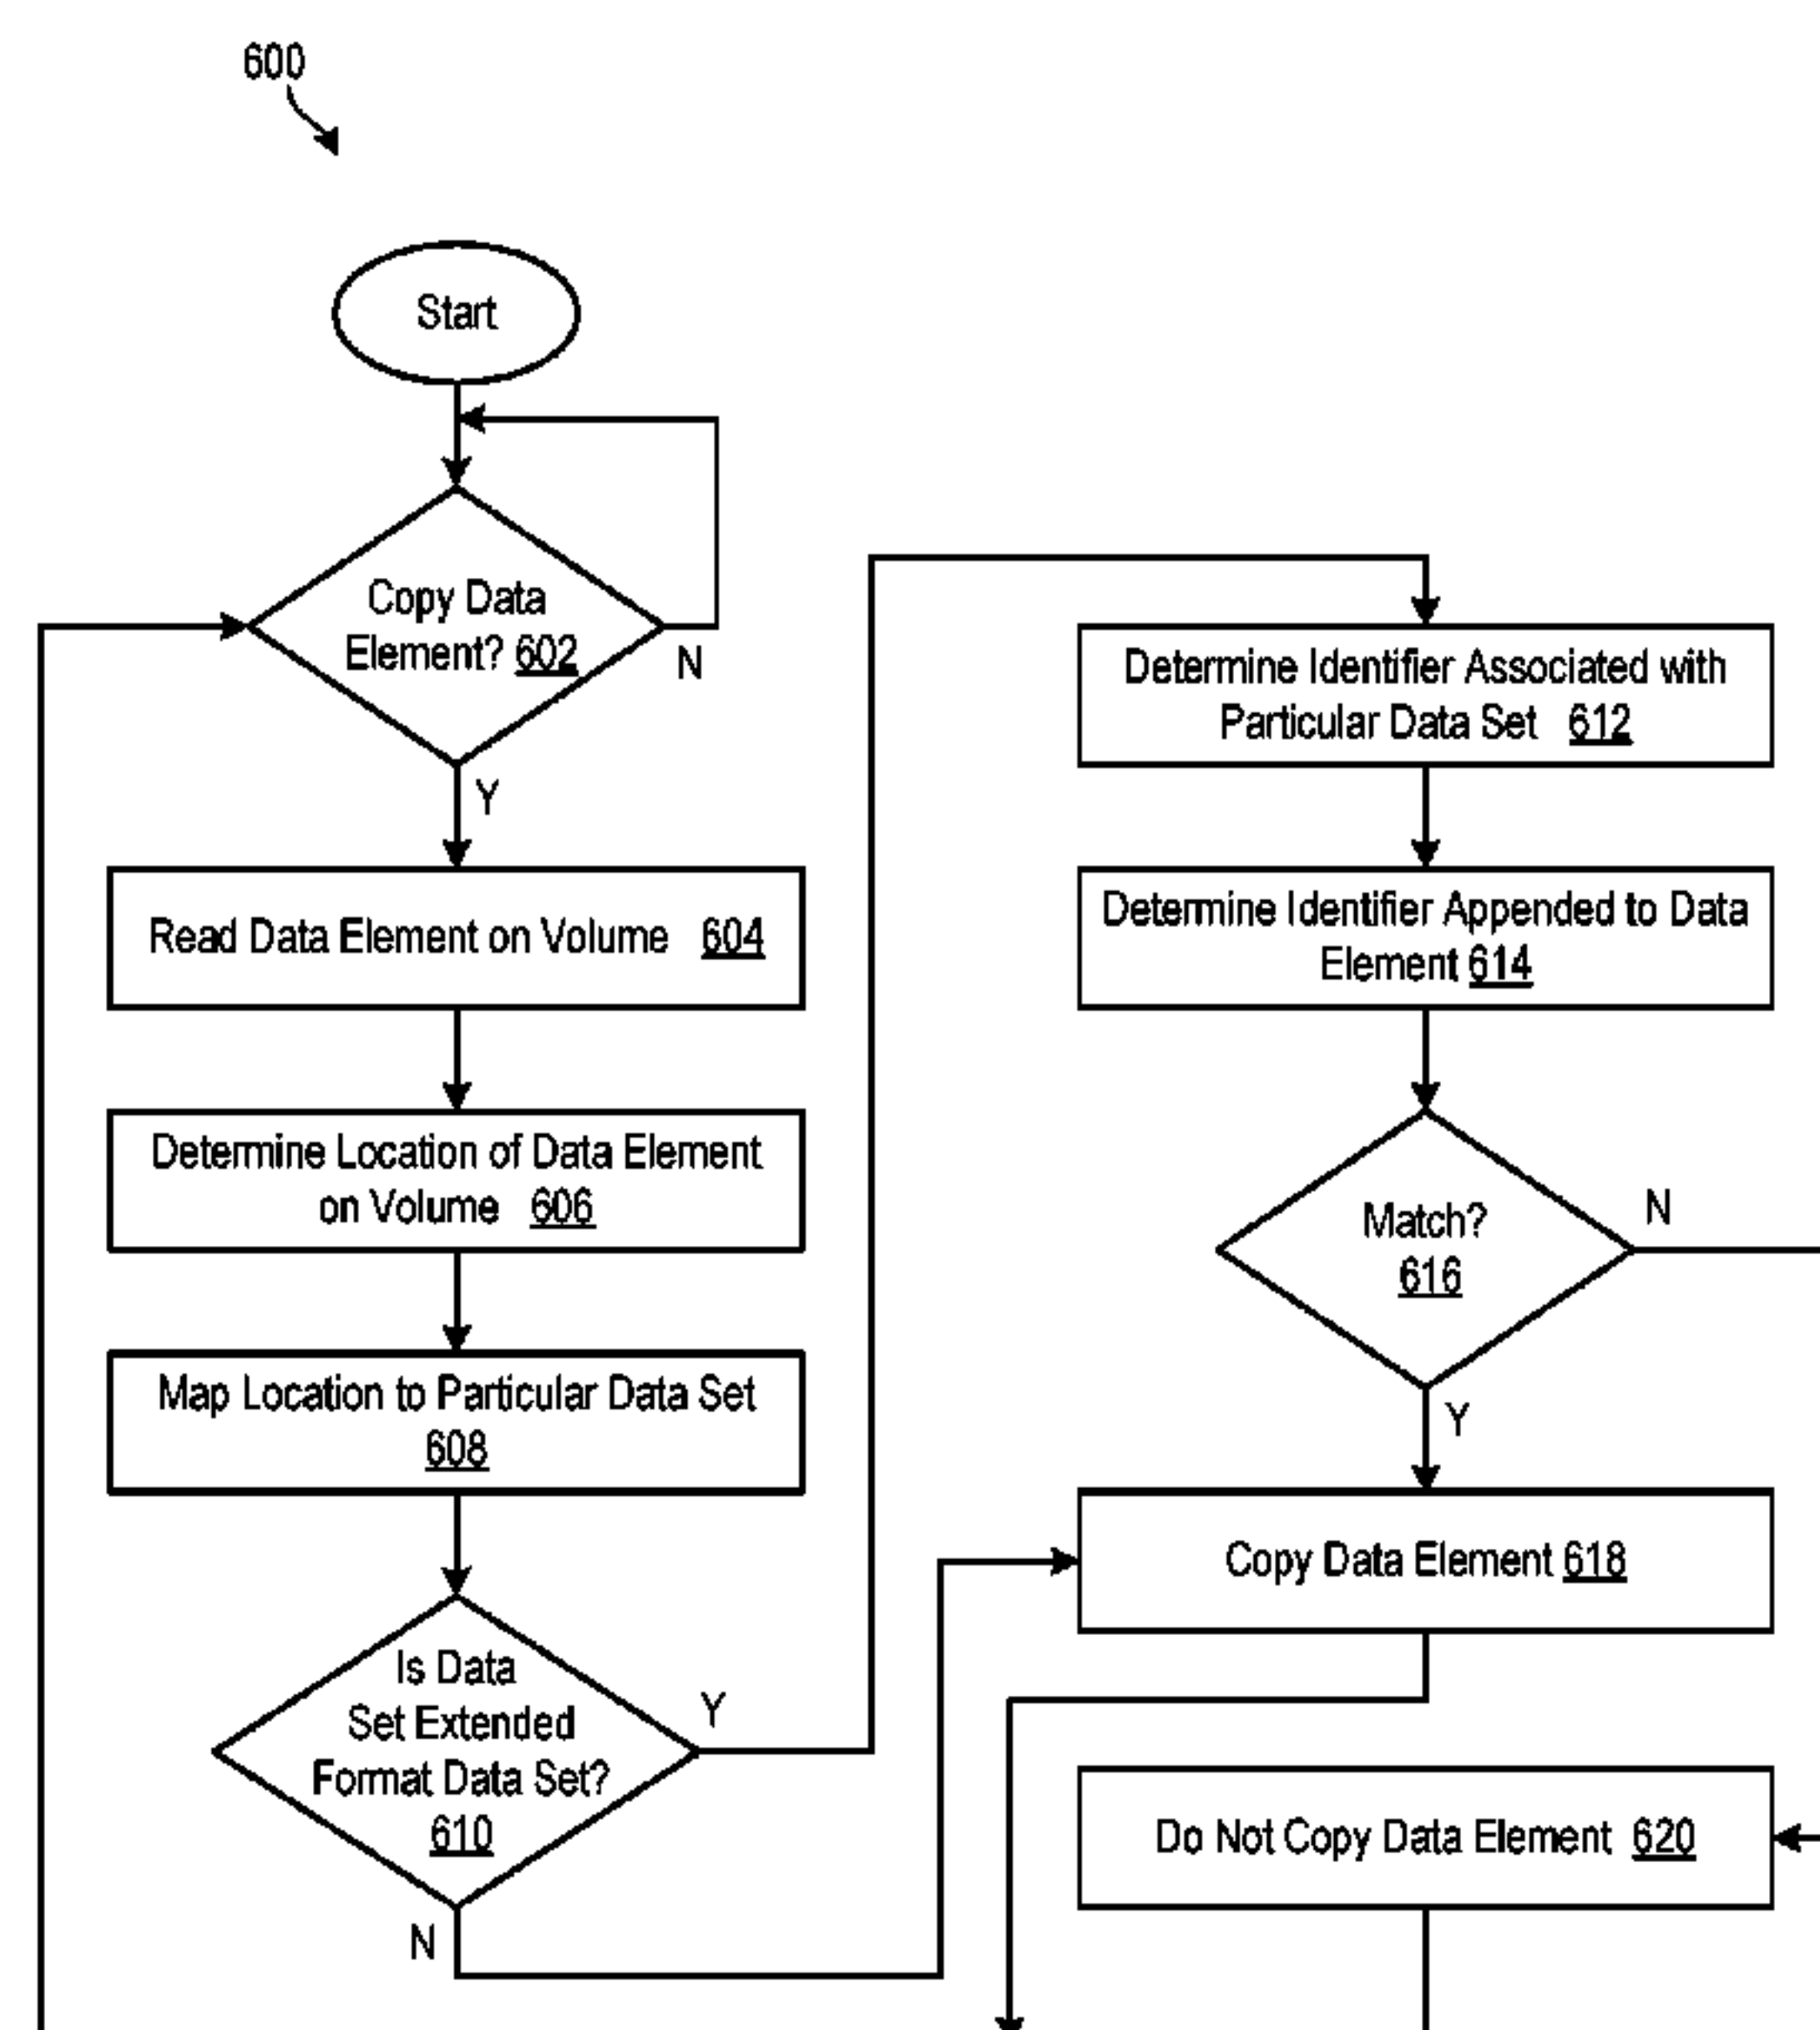 600
Start
Copy Data
Element? 602
N
Y
Read Data Element on Volume 604
Determine Location of Data Element
on Volume 606
Map Location to Particular Data Set
608
Is Data
Set Extended
Format Data Set?
610
Y
N
Determine Identifier Associated with
Particular Data Set 612
Determine Identifier Appended to Data
Element 614
Match?
616
N
Y
Copy Data Element 618
Do Not Copy Data Element 620